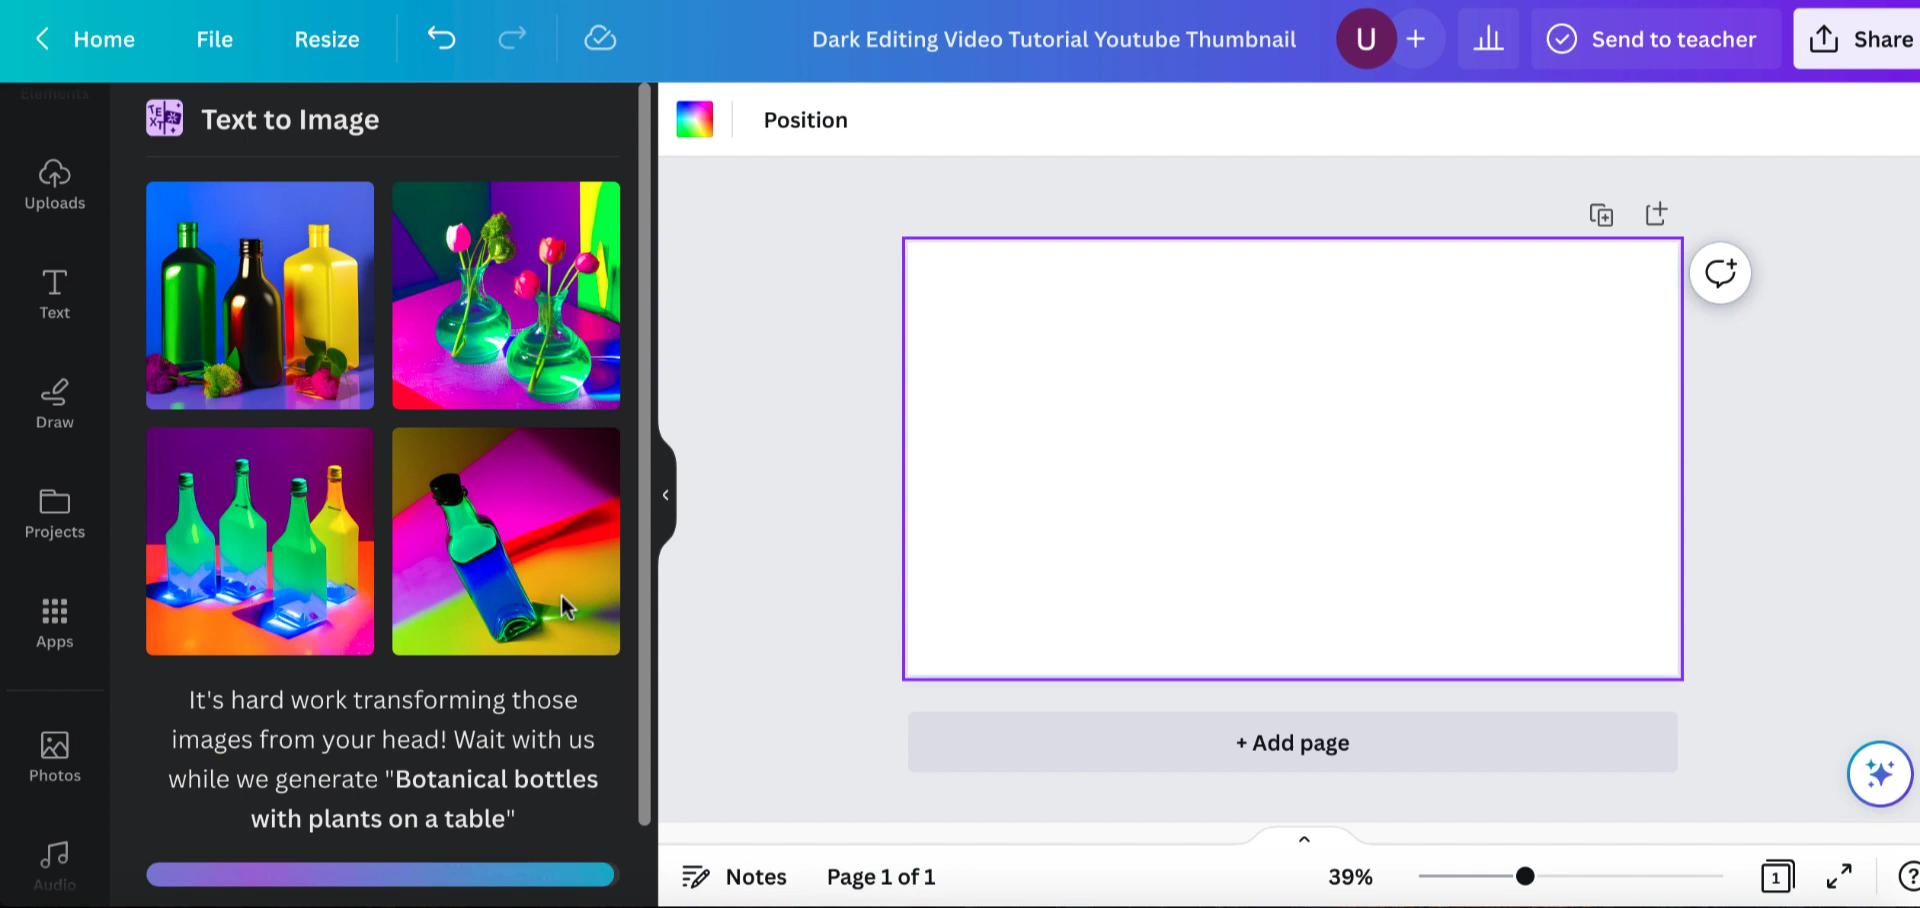 Home
File
Resize
Dark Editing Video Tutorial Youtube Thumbnail
U
Send to teacher
Share
Elements
Uploads
Text
Draw
Projects
Apps
Photos
Audio
TEXT
Text to Image
It's hard work transforming those
images from your head! Wait with us
while we generate "Botanical bottles
with plants on a table"
Position
+ Add page
Notes
Page 1 of 1
39%
1
?